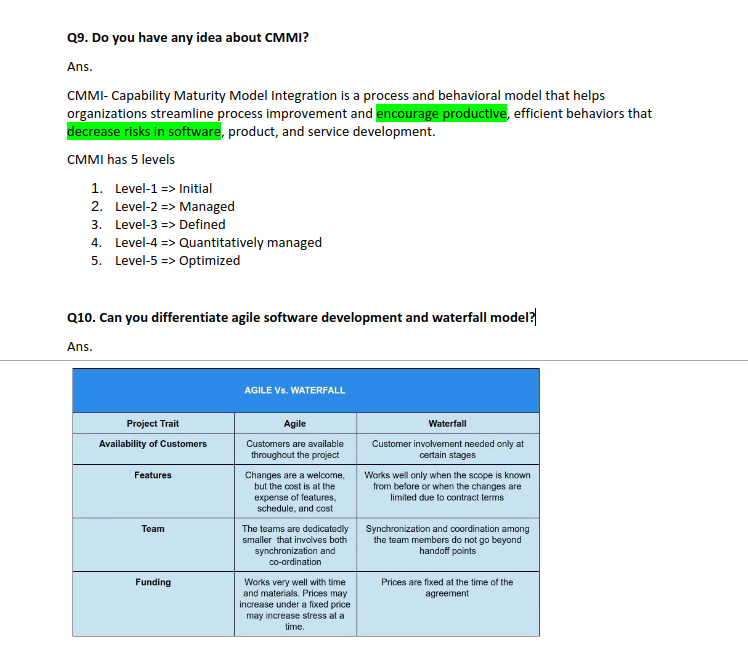 Q9. Do you have any idea about CMMI?
Ans.
CMMI- Capability Maturity Model Integration is a process and behavioral model that helps
organizations streamline process improvement and encourage productive, efficient behaviors that
decrease risks in software, product, and service development.
CMMI has 5 levels
1. Level-1 => Initial
2. Level-2 => Managed
3. Level-3 => Defined
4. Level-4 => Quantitatively managed
5. Level-5 => Optimized
Q10. Can you differentiate agile software development and waterfall model?
Ans.
AGILE Vs. WATERFALL
Project Trait
Agile
Waterfall
Availability of Customers
Customers are available
throughout the project
Customer involvement needed only at
certain stages
Features
Changes are a welcome,
but the cost is at the
expense of features,
schedule, and cost
Works well only when the scope is known
from before or when the changes are
limited due to contract terms
Team
The teams are dedicatedly
smaller that involves both
synchronization and
co-ordination
Synchronization and coordination among
the team members do not go beyond
handoff points
Funding
Works very well with time
and materials. Prices may
increase under a fixed price
may increase stress at a
time.
Prices are fixed at the time of the
agreement